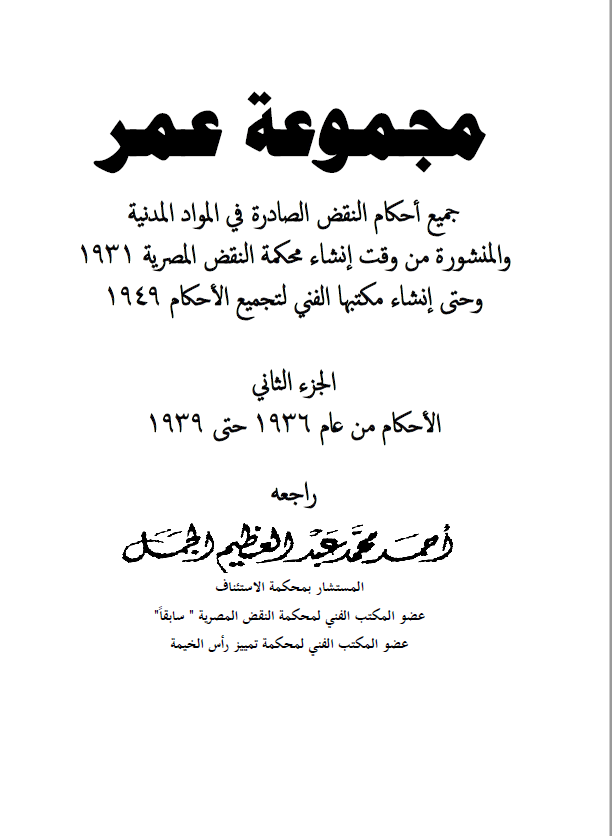 مجموعة عمر
جميع أحكام النقض الصادرة في المواد المدنية
والمنشورة من وقت إنشاء محكمة النقض المصرية ١٩٣١
وحتى إنشاء مكتبها الفني لتجميع الأحكام ١٩٤٩
الجزء الثاني
الأحكام من عام ١٩٣٦ حتى ١٩٣٩
راجعه
أحمد محمد عبد العظيم الجمل
المستشار بمحكمة الاستئناف
عضو المكتب الفني لمحكمة النقض المصرية " سابقاً"
عضو المكتب الفني لمحكمة تمييز رأس الخيمة